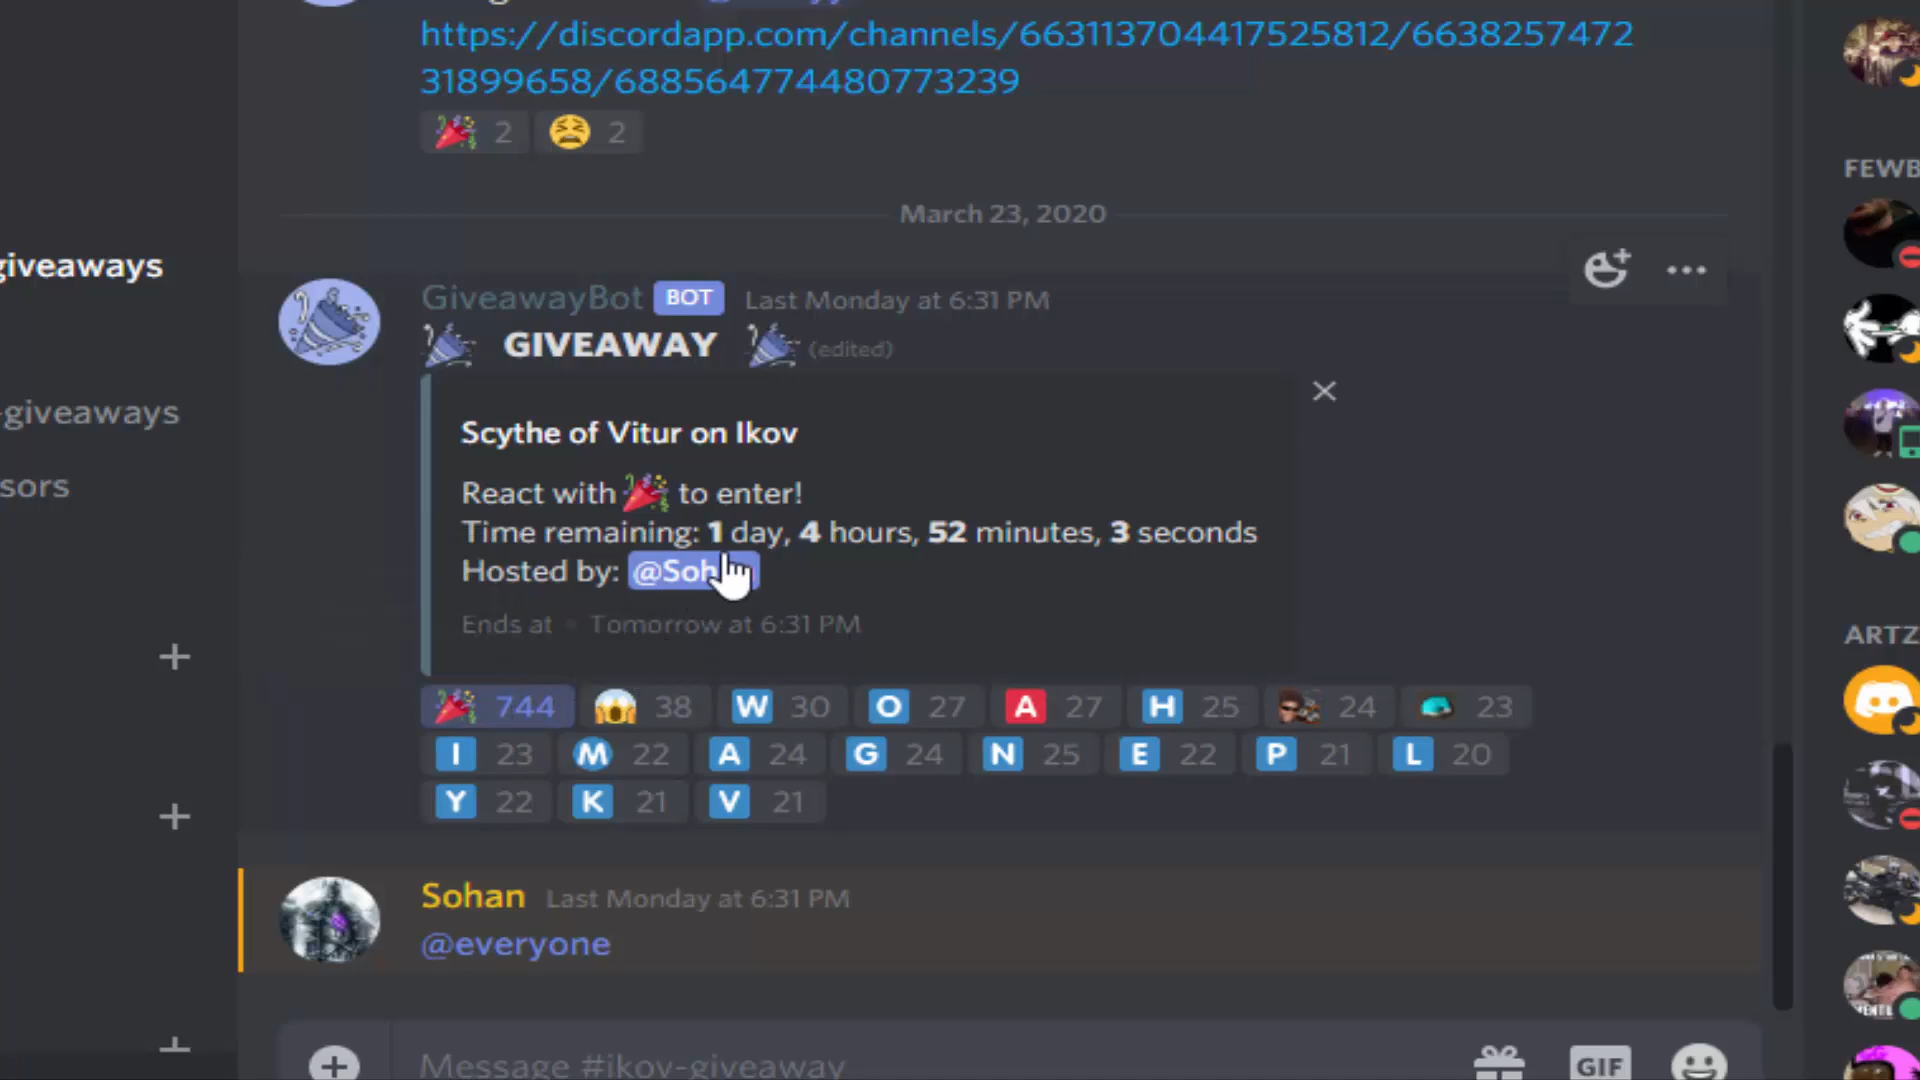 https://discordapp.com/channels/663113704417525812/6638257472
31899658/688564774480773239
2 2
FEWB
March 23, 2020
giveaways
GiveawayBot BOT Last Monday at 6:31 PM
GIVEAWAY (edited)
-giveaways
Scythe of Vitur on Ikov
sors
React with to enter!
Time remaining: 1 day, 4 hours, 52 minutes, 3 seconds
Hosted by: @Soh
Ends at • Tomorrow at 6:31 PM
ARTZ
744 38 W 30 O 27 A 27 H 25 24 23
I 23 M 22 A 24 G 24 N 25 E 22 P 21 L 20
Y 22 K 21 V 21
Sohan Last Monday at 6:31 PM
@everyone
Message #ikov-giveaway
GIF